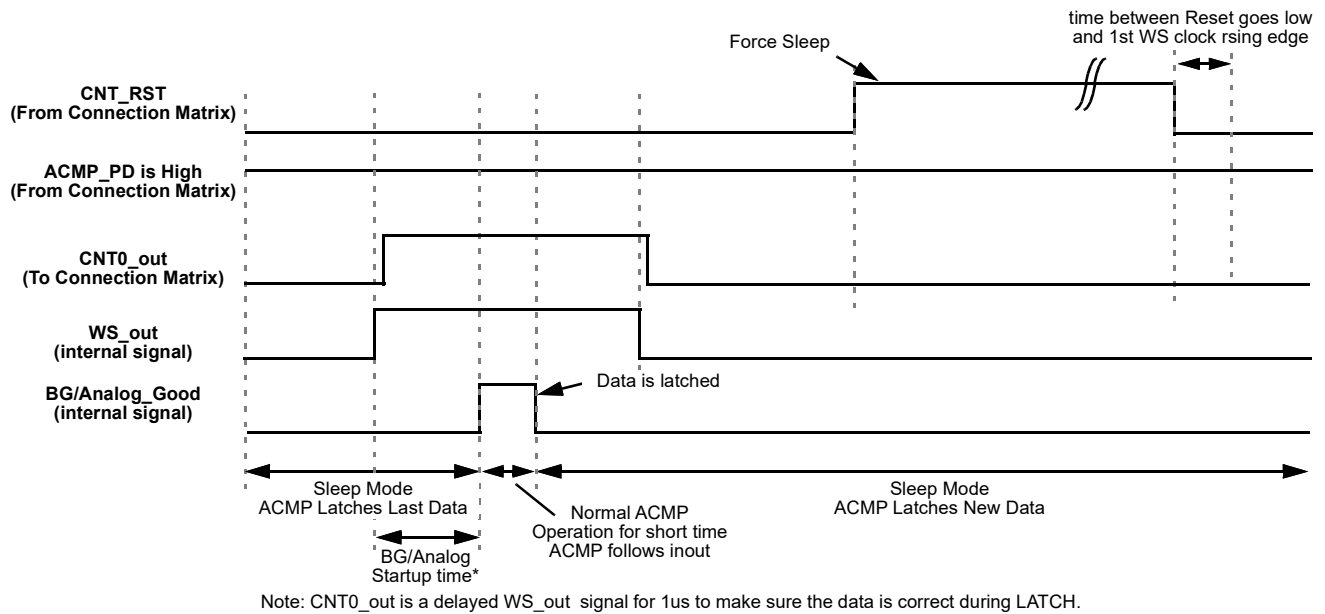 time between Reset goes low
and 1st WS clock rsing edge
Force Sleep
CNT_RST
(From Connection Matrix)
ACMP_PD is High
(From Connection Matrix)
CNT0_out
(To Connection Matrix)
WS_out
(internal signal)
BG/Analog_Good
(internal signal)
Data is latched
Sleep Mode
ACMP Latches Last Data
Normal ACMP
Operation for short time
ACMP follows inout
Sleep Mode
ACMP Latches New Data
BG/Analog
Startup time*
Note: CNT0_out is a delayed WS_out signal for 1us to make sure the data is correct during LATCH.